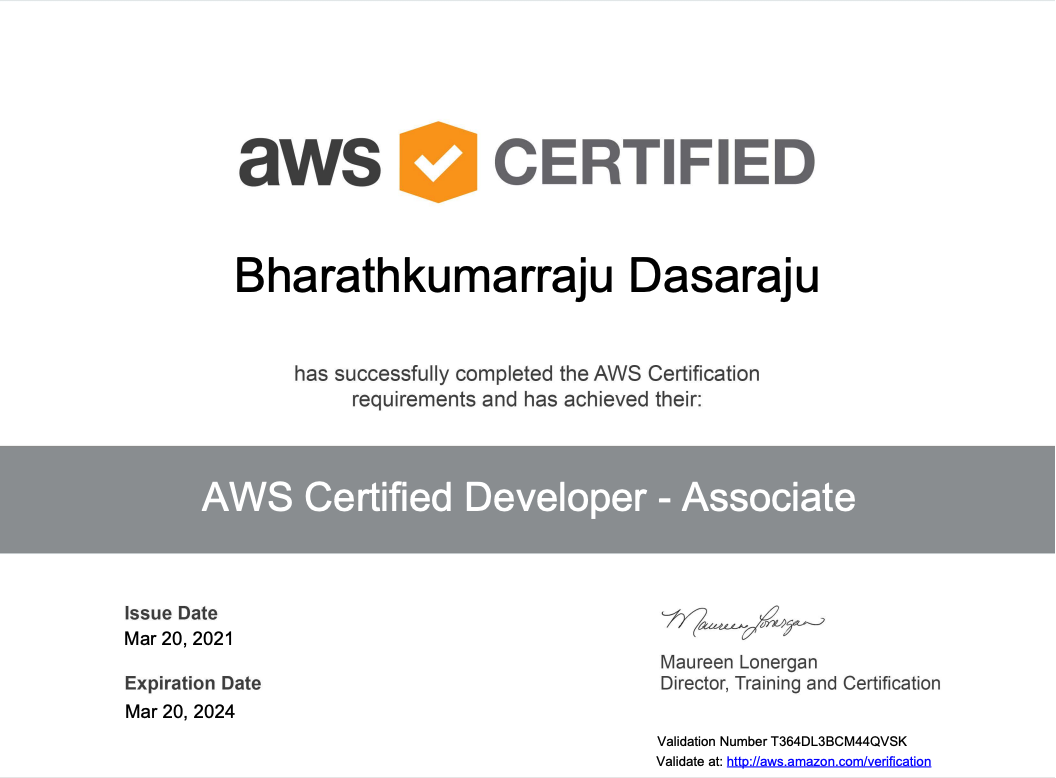 aws CERTIFIED
Bharathkumarraju Dasaraju
has successfully completed the AWS Certification
requirements and has achieved their:
AWS Certified Developer - Associate
Issue Date
Mar 20, 2021
Expiration Date
Mar 20, 2024
Maureen Lonergan
Maureen Lonergan
Director, Training and Certification
Validation Number T364DL3BCM44QVSK
Validate at: http://aws.amazon.com/verification